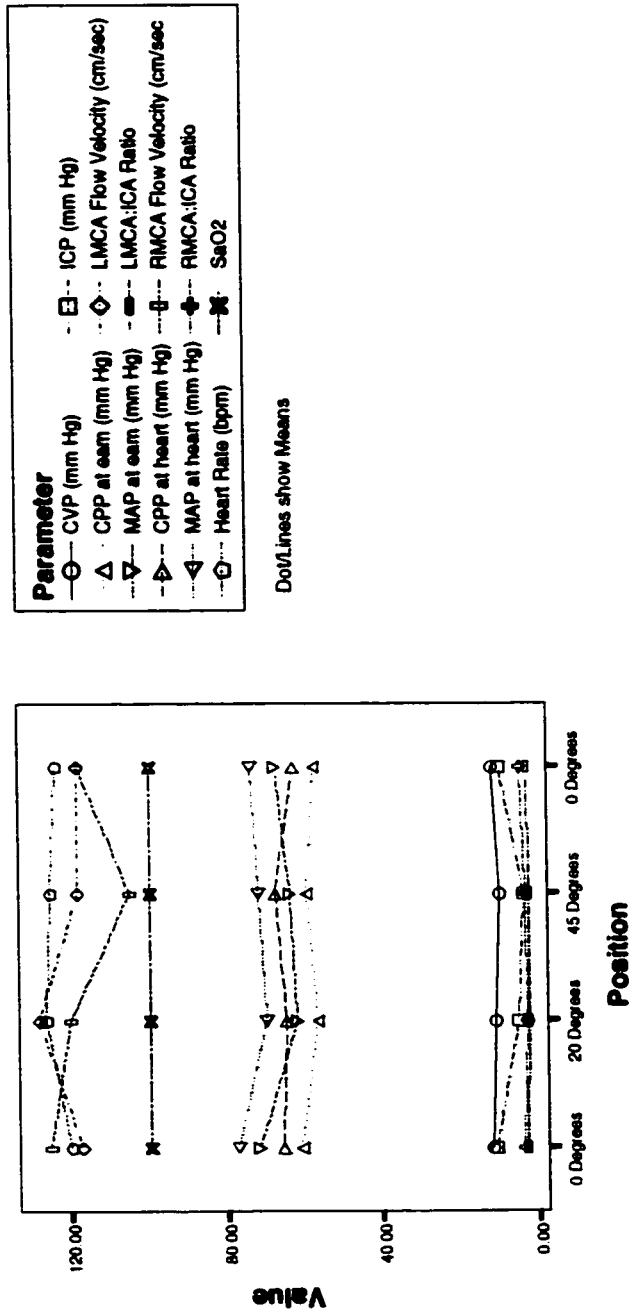 Parameter
CVP (mm Hg)
CPP at eam (mm Hg)
MAP at eam (mm Hg)
CPP at heart (mm Hg)
MAP at heart (mm Hg)
Heart Rate (bpm)
ICP (mm Hg)
LMCA Flow Velocity (cm/sec)
LMCA:ICA Ratio
RMCA Flow Velocity (cm/sec
RMCA:ICA Ratio
SaO2
Dot/Lines show Means
Value
120.00
80.00
40.00
0.00
0 Degrees
20 Degrees
45 Degrees
0 Degrees
Position